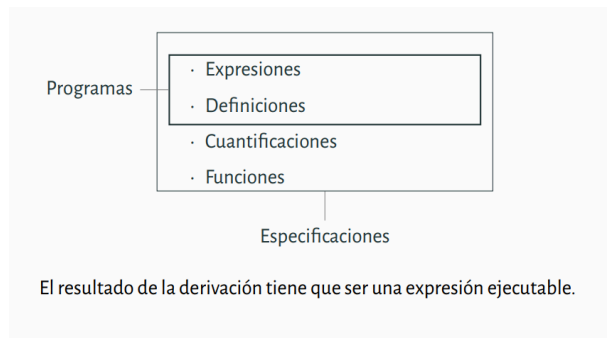 · Expresiones
Programas
· Definiciones
· Cuantificaciones
· Funciones
Especificaciones
El resultado de la derivación tiene que ser una expresión ejecutable.